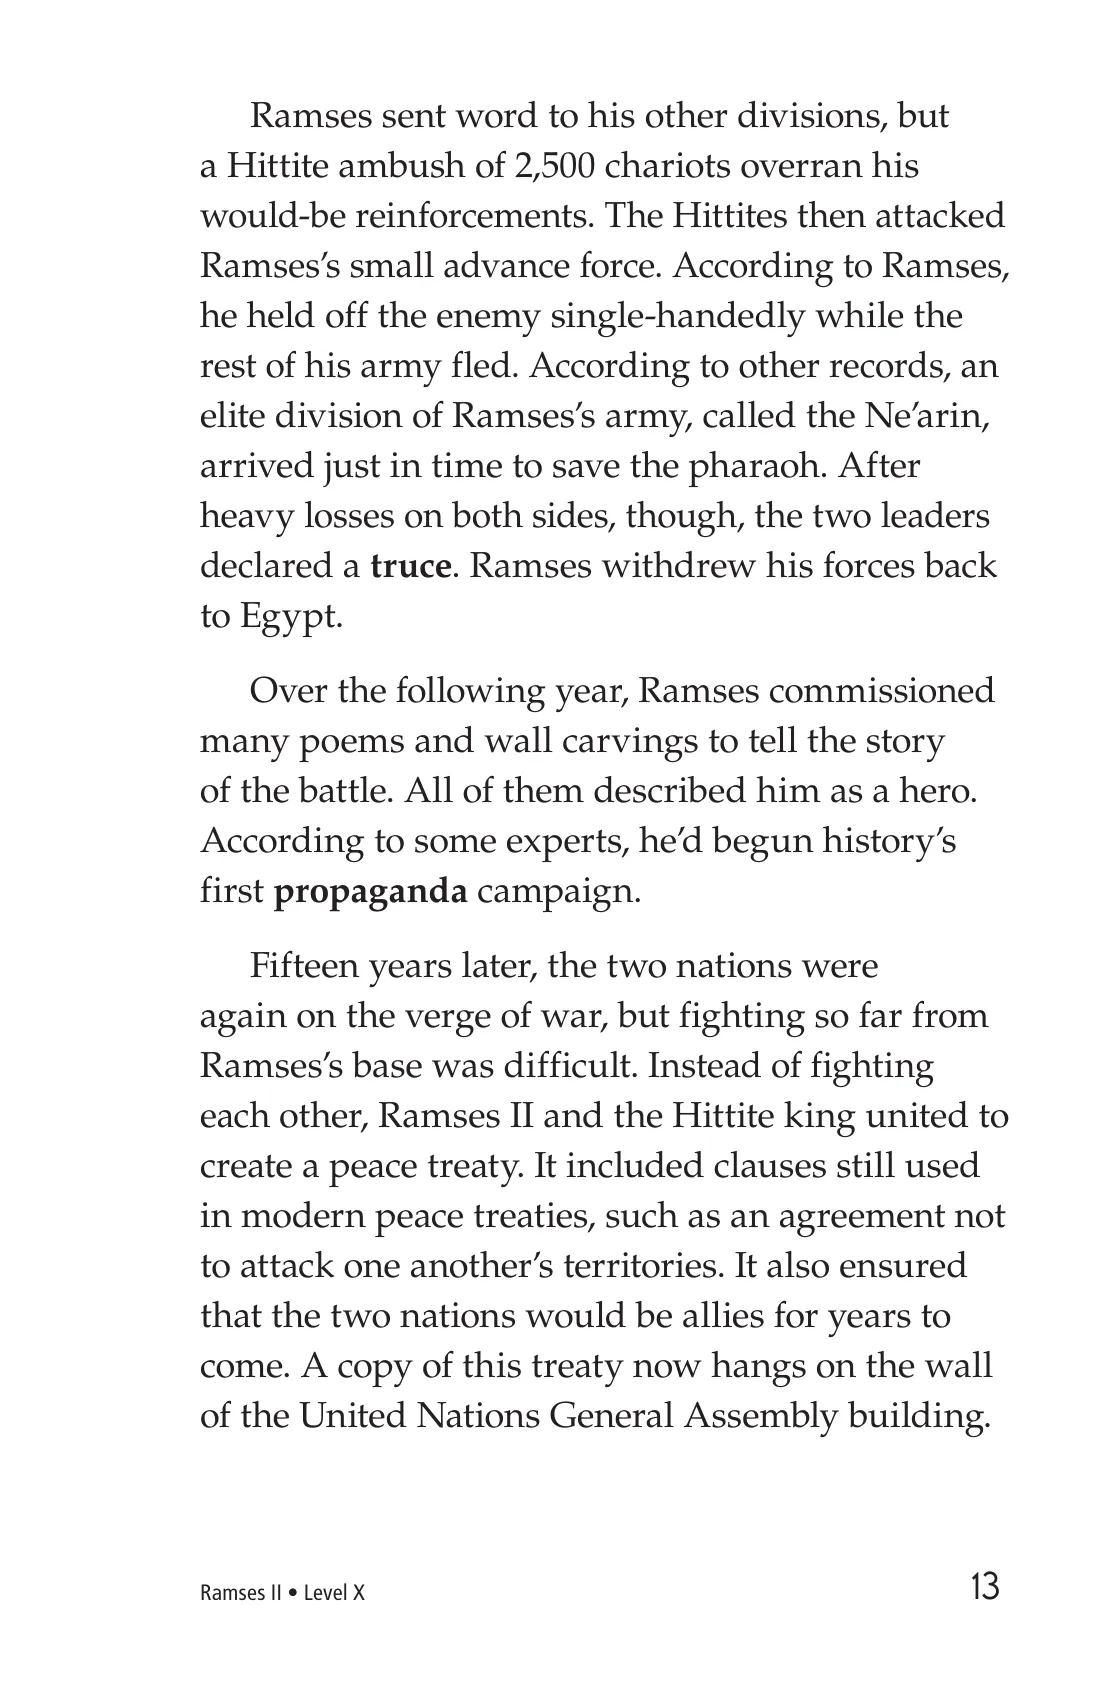 Ramses sent word to his other divisions, but
a Hittite ambush of 2,500 chariots overran his
would-be reinforcements. The Hittites then attacked
Ramses’s small advance force. According to Ramses,
he held off the enemy single-handedly while the
rest of his army fled. According to other records, an
elite division of Ramses’s army, called the Ne’arin,
arrived just in time to save the pharaoh. After
heavy losses on both sides, though, the two leaders
declared a truce. Ramses withdrew his forces back
to Egypt.
Over the following year, Ramses commissioned
many poems and wall carvings to tell the story
of the battle. All of them described him as a hero.
According to some experts, he’d begun history’s
first propaganda campaign.
Fifteen years later, the two nations were
again on the verge of war, but fighting so far from
Ramses’s base was difficult. Instead of fighting
each other, Ramses II and the Hittite king united to
create a peace treaty. It included clauses still used
in modern peace treaties, such as an agreement not
to attack one another’s territories. It also ensured
that the two nations would be allies for years to
come. A copy of this treaty now hangs on the wall
of the United Nations General Assembly building.
Ramses II • Level X 13